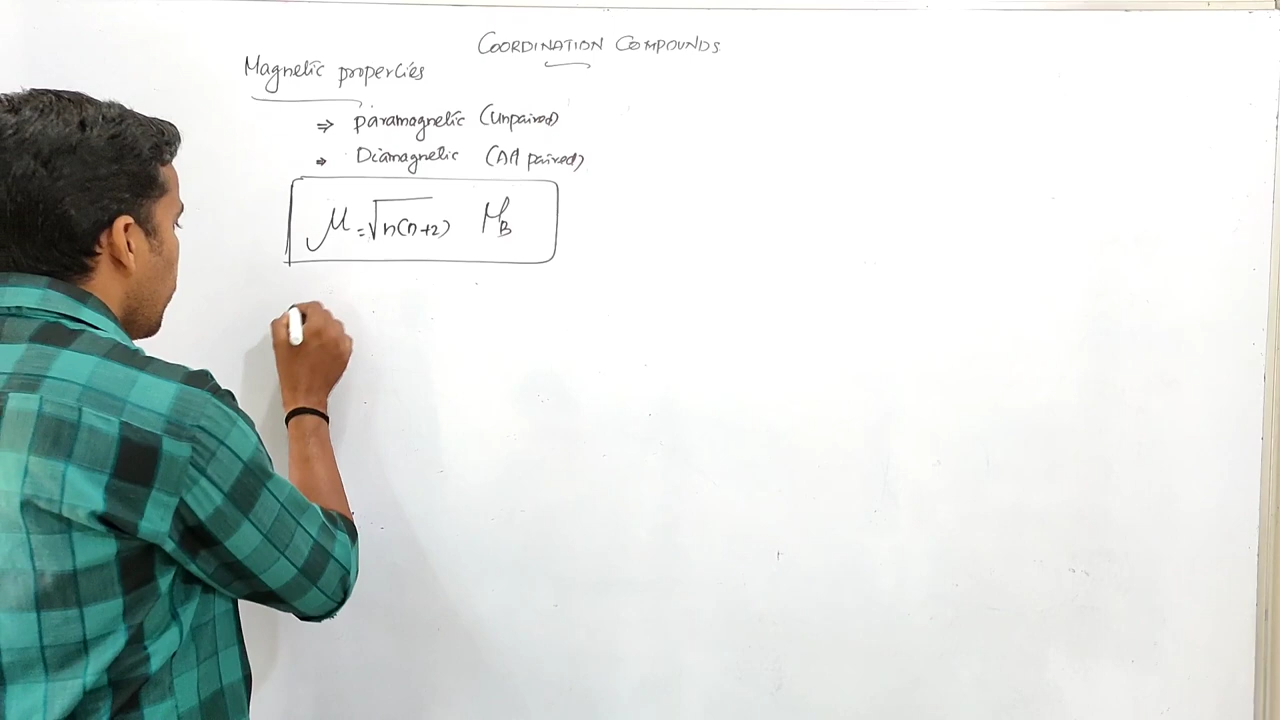 COORDINATION COMPOUNDS
Magnetic properties
⇒ paramagnetic (Unpaired)
⇒ Diamagnetic (All paired)
μ = √n(n+2) μB